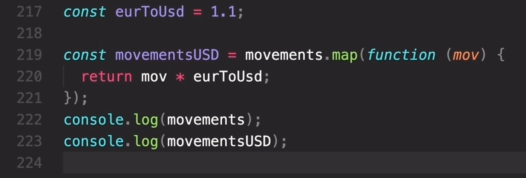 217 const eurToUsd = 1.1;
218
219 const movementsUSD = movements.map(function (mov) {
220   return mov * eurToUsd;
221 });
222 console.log(movements);
223 console.log(movementsUSD);
224